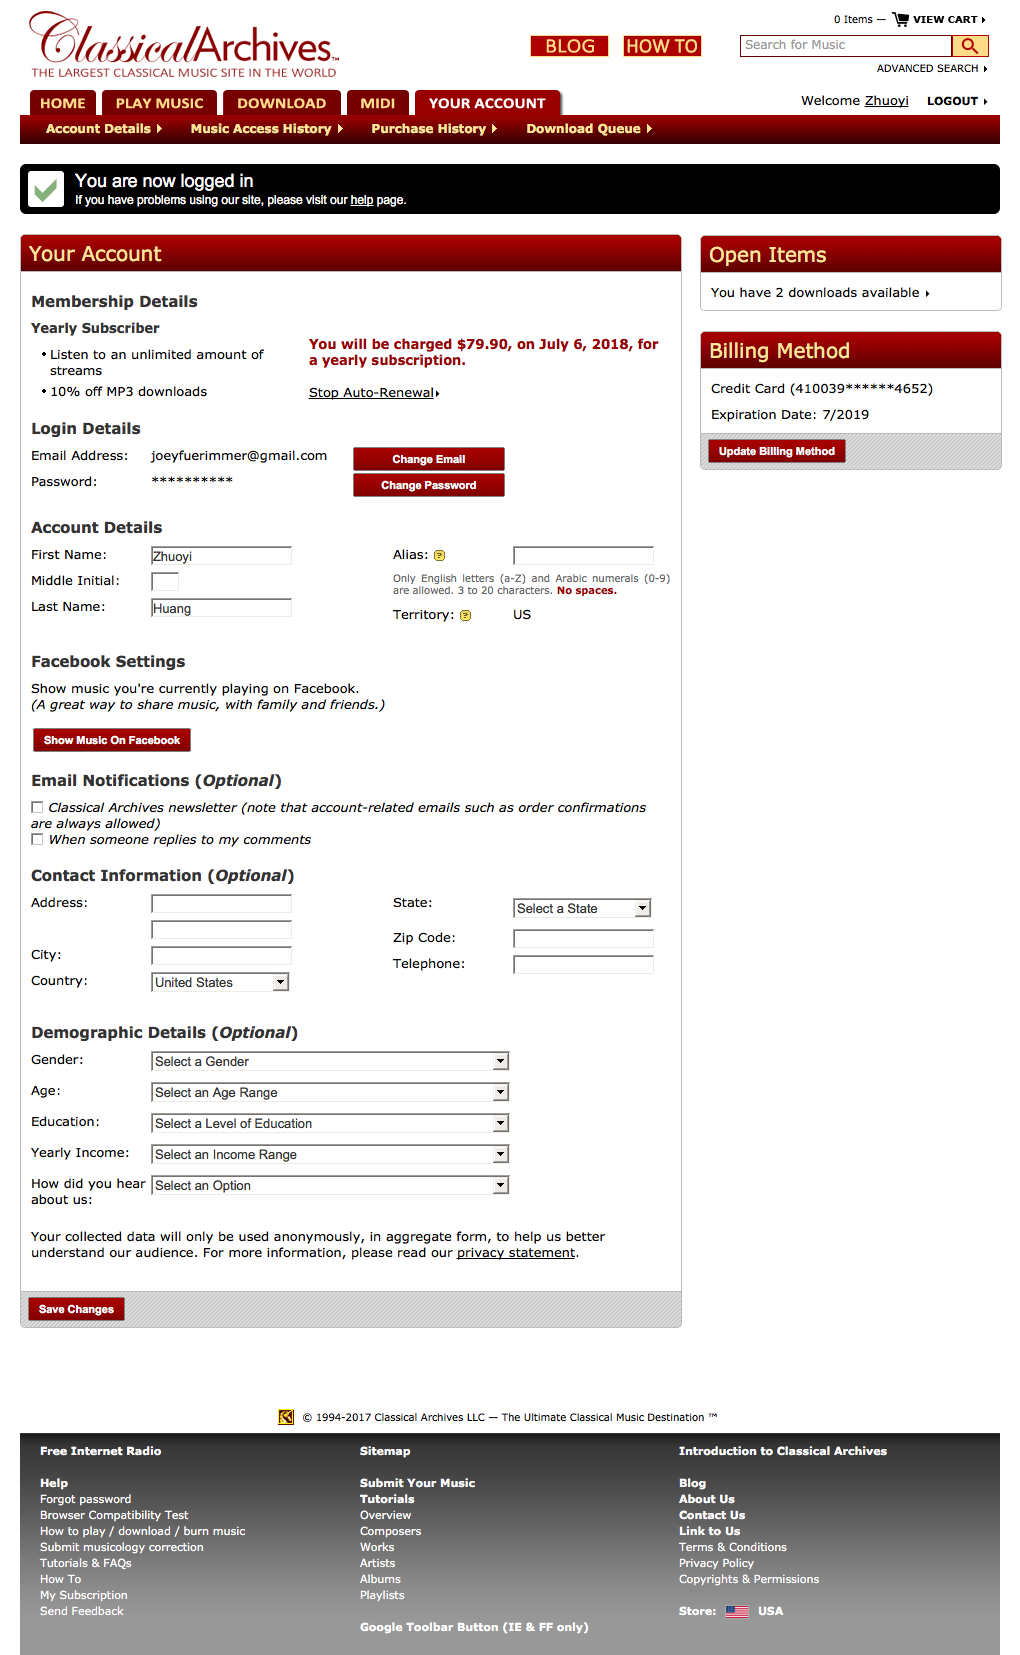 0 Items — VIEW CART
ClassicalArchives™
THE LARGEST CLASSICAL MUSIC SITE IN THE WORLD
BLOG HOW TO Search for Music
ADVANCED SEARCH
HOME PLAY MUSIC DOWNLOAD MIDI YOUR ACCOUNT Welcome Zhuoyi LOGOUT
Account Details Music Access History Purchase History Download Queue
You are now logged in
If you have problems using our site, please visit our help page.
Your Account
Membership Details
Yearly Subscriber
• Listen to an unlimited amount of
streams
• 10% off MP3 downloads
You will be charged $79.90, on July 6, 2018, for
a yearly subscription.
Stop Auto-Renewal
Login Details
Email Address: joeyfuerimmer@gmail.com Change Email
Password: ********** Change Password
Account Details
First Name: Zhuoyi
Middle Initial:
Last Name: Huang
Alias: ?
Only English letters (a-Z) and Arabic numerals (0-9)
are allowed. 3 to 20 characters. No spaces.
Territory: ? US
Facebook Settings
Show music you're currently playing on Facebook.
(A great way to share music, with family and friends.)
Show Music On Facebook
Email Notifications (Optional)
Classical Archives newsletter (note that account-related emails such as order confirmations
are always allowed)
When someone replies to my comments
Contact Information (Optional)
Address:
City:
Country: United States
State: Select a State
Zip Code:
Telephone:
Demographic Details (Optional)
Gender: Select a Gender
Age: Select an Age Range
Education: Select a Level of Education
Yearly Income: Select an Income Range
How did you hear Select an Option
about us:
Your collected data will only be used anonymously, in aggregate form, to help us better
understand our audience. For more information, please read our privacy statement.
Save Changes
Open Items
You have 2 downloads available
Billing Method
Credit Card (410039******4652)
Expiration Date: 7/2019
Update Billing Method
© 1994-2017 Classical Archives LLC — The Ultimate Classical Music Destination ™
Free Internet Radio
Help
Forgot password
Browser Compatibility Test
How to play / download / burn music
Submit musicology correction
Tutorials & FAQs
How To
My Subscription
Send Feedback
Sitemap
Submit Your Music
Tutorials
Overview
Composers
Works
Artists
Albums
Playlists
Google Toolbar Button (IE & FF only)
Introduction to Classical Archives
Blog
About Us
Contact Us
Link to Us
Terms & Conditions
Privacy Policy
Copyrights & Permissions
Store: USA